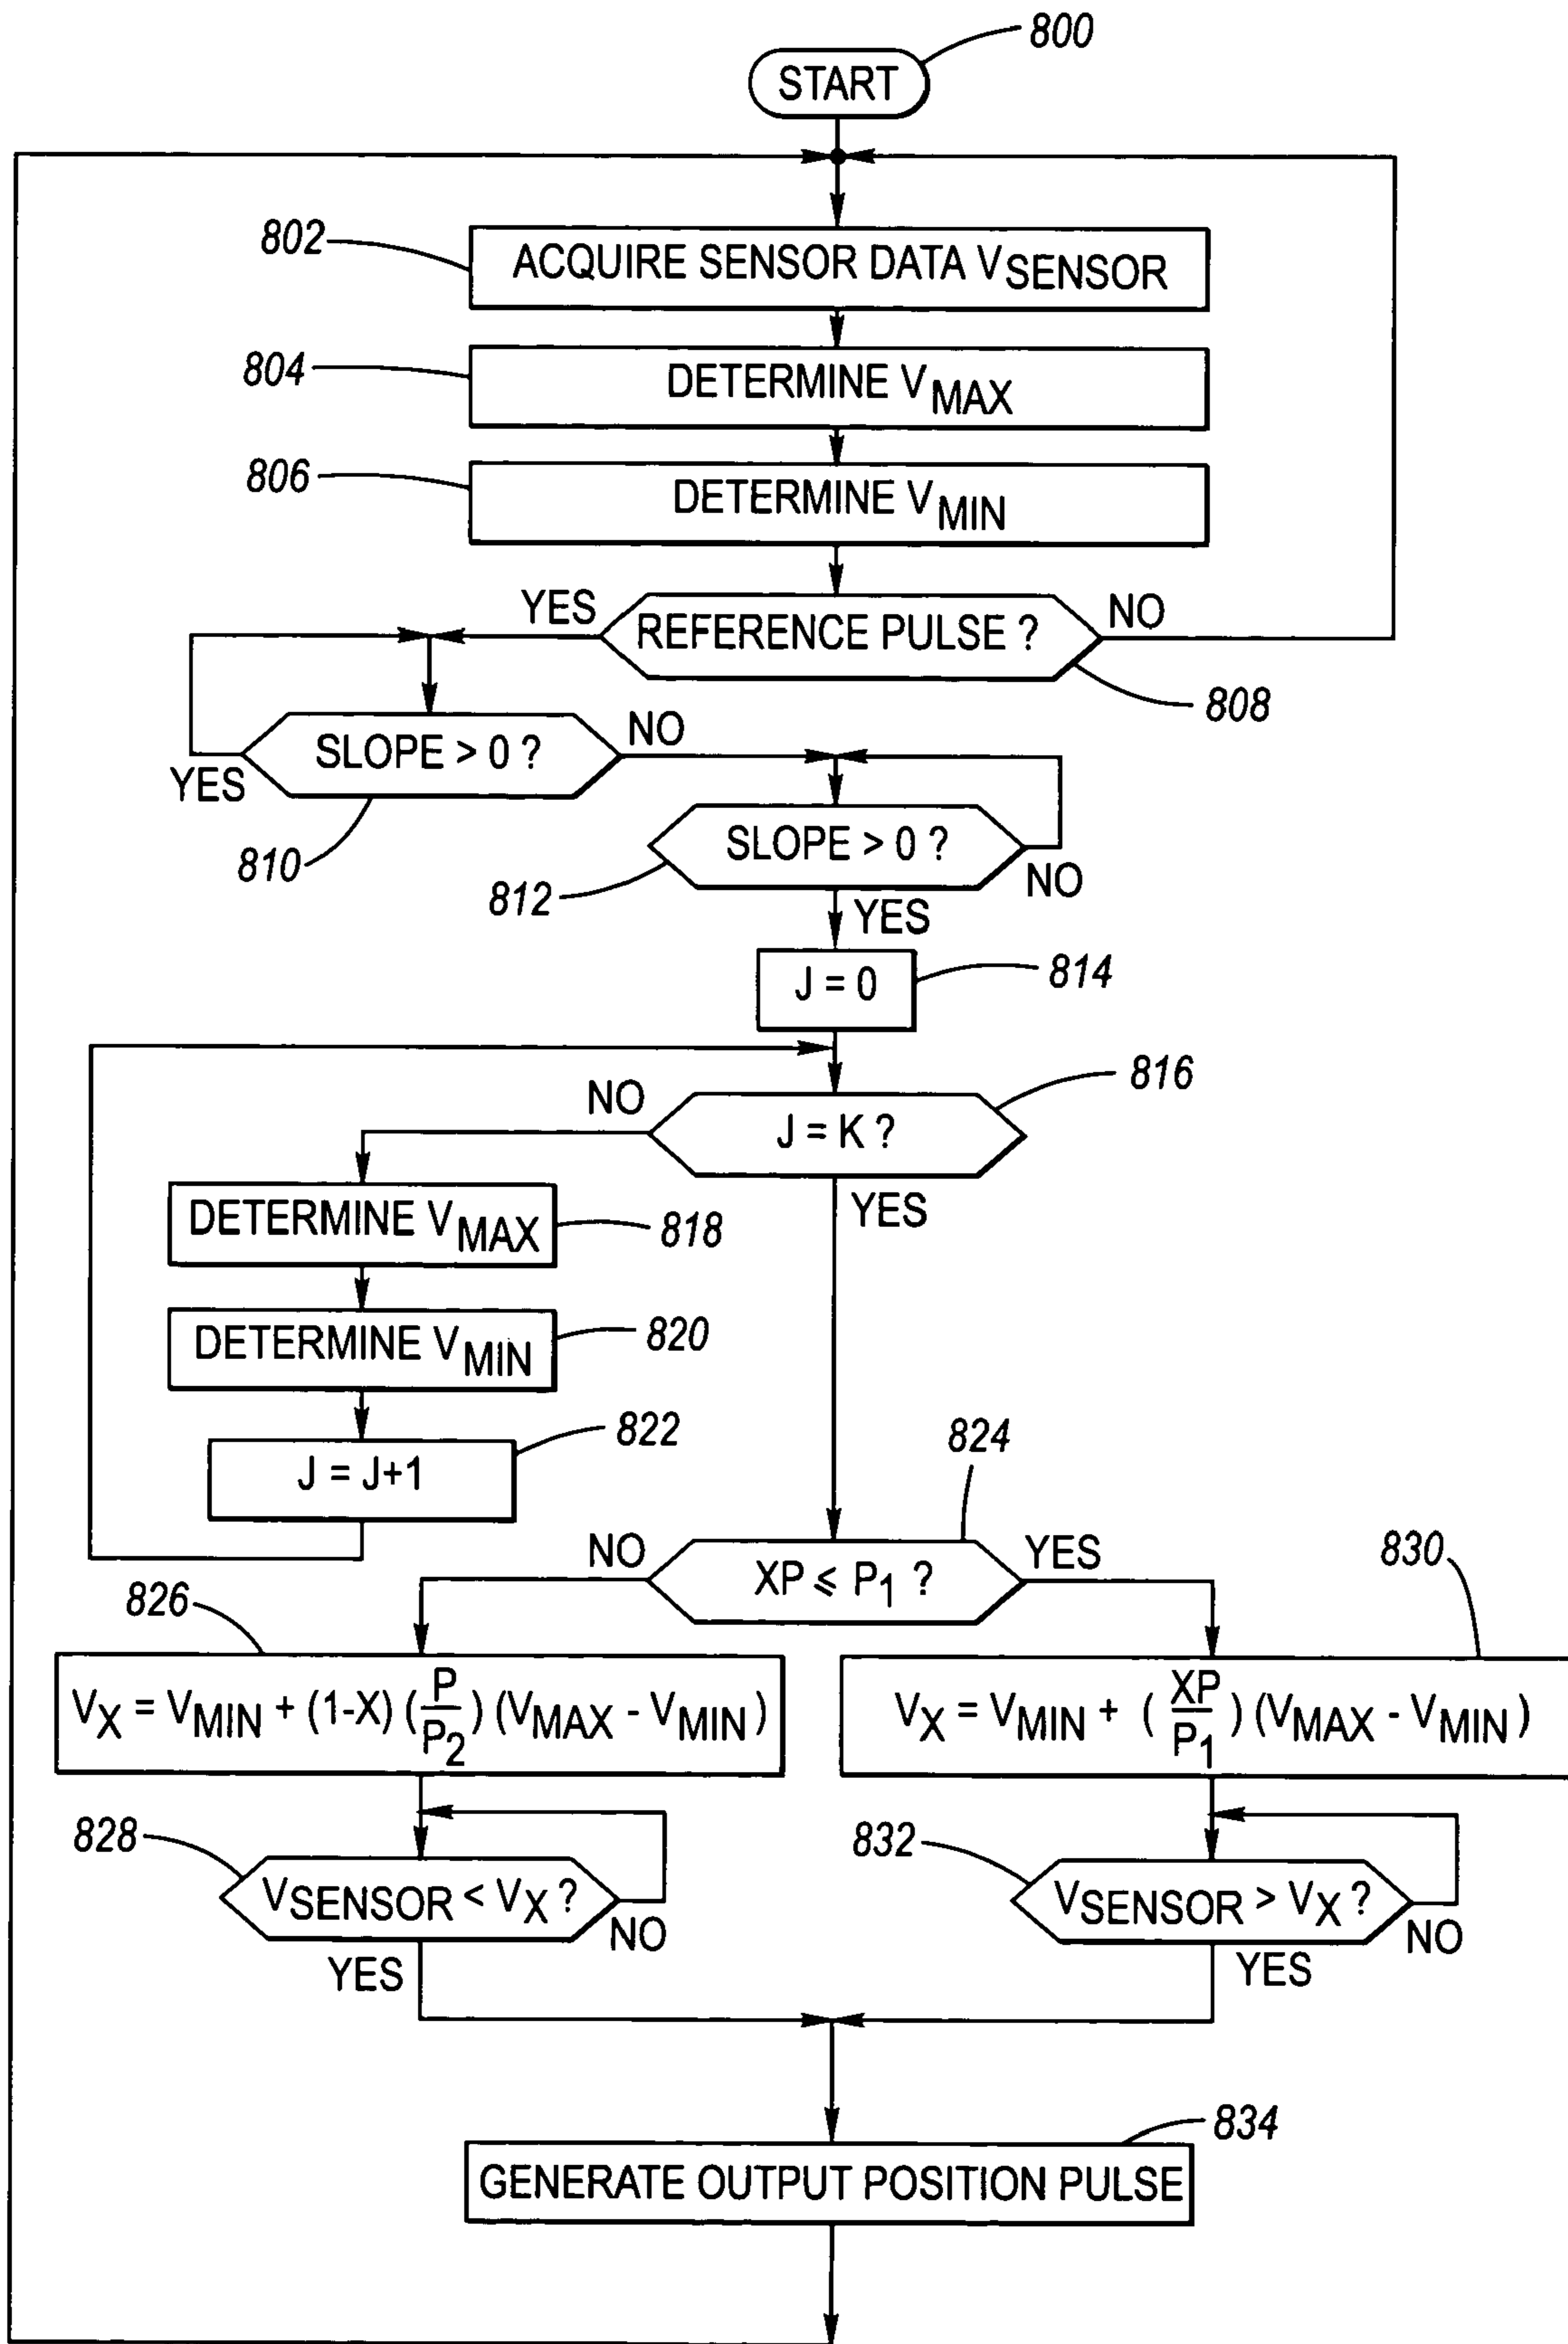 800
START
802
ACQUIRE SENSOR DATA VSENSOR
804
DETERMINE VMAX
806
DETERMINE VMIN
YES
REFERENCE PULSE ?
NO
808
SLOPE > 0 ?
NO
YES
810
SLOPE > 0 ?
NO
812
YES
J = 0
814
816
NO
J = K ?
YES
DETERMINE VMAX
818
DETERMINE VMIN
820
822
J = J+1
824
NO
XP ≤ P1 ?
YES
830
826
VX = VMIN + (1-X) (P/P2) (VMAX - VMIN)
VX = VMIN + (XP/P1) (VMAX - VMIN)
828
VSENSOR < VX ?
NO
YES
832
VSENSOR > VX ?
NO
YES
834
GENERATE OUTPUT POSITION PULSE